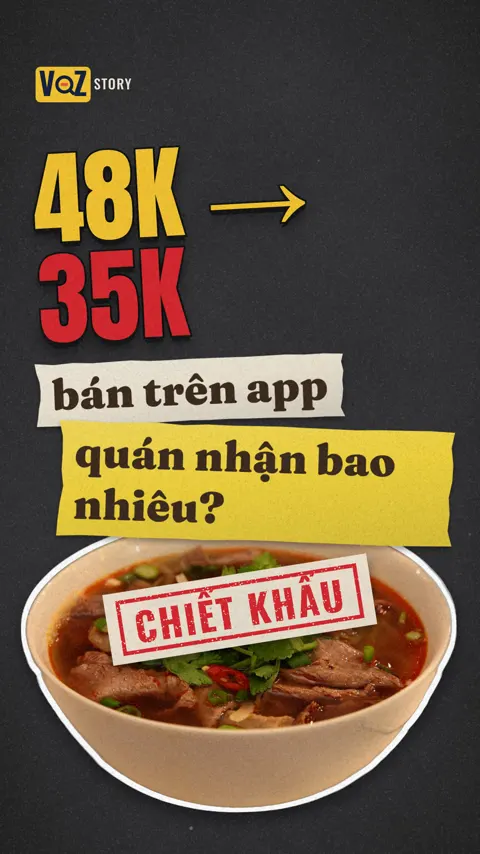 VOZ STORY
48K →
35K
bán trên app
quán nhận bao
nhiêu?
CHIẾT KHẤU